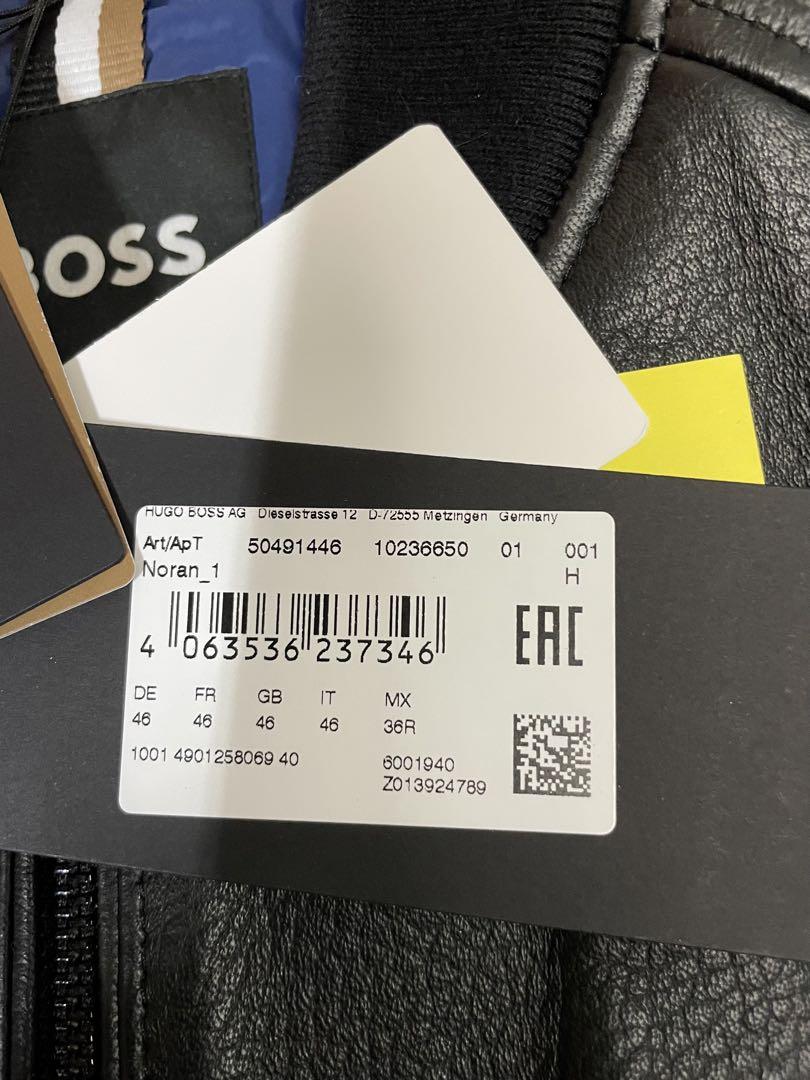 BOSS
HUGO BOSS AG Dieselstrasse 12 D-72555 Metzingen Germany
Art/ApT 50491446 10236650 01 001
Noran_1 H
4 063536 237346
EAC
DE FR GB IT MX
46 46 46 46 36R
1001 4901258069 40 6001940
Z013924789